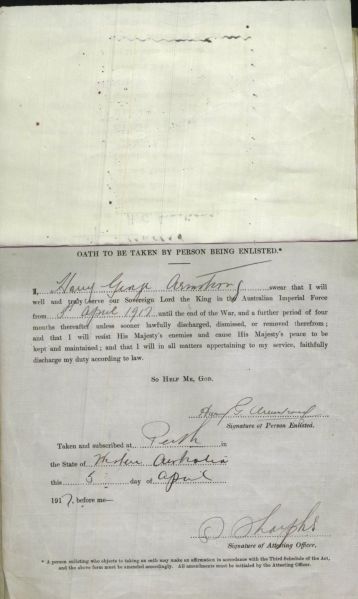 OATH TO BE TAKEN BY PERSON BEING ENLISTED.*
I, Harry George Armstrong swear that I will
well and truly serve our Sovereign Lord the King in the Australian Imperial Force
from 5 April 1917 until the end of the War, and a further period of four
months thereafter unless sooner lawfully discharged, dismissed, or removed therefrom;
and that I will resist His Majesty's enemies and cause His Majesty's peace to be
kept and maintained; and that I will in all matters appertaining to my service, faithfully
discharge my duty according to law.
So HELP ME, GOD.
Harry G Armstrong
Signature of Person Enlisted.
Taken and subscribed at Perth in
the State of Western Australia
this 5 day of April
1917, before me—
Signature of Attesting Officer.
* A person enlisting who objects to taking an oath may make an affirmation in accordance with the Third Schedule of the Act,
and the above form must be amended accordingly. All amendments must be initialed by the Attesting Officer.